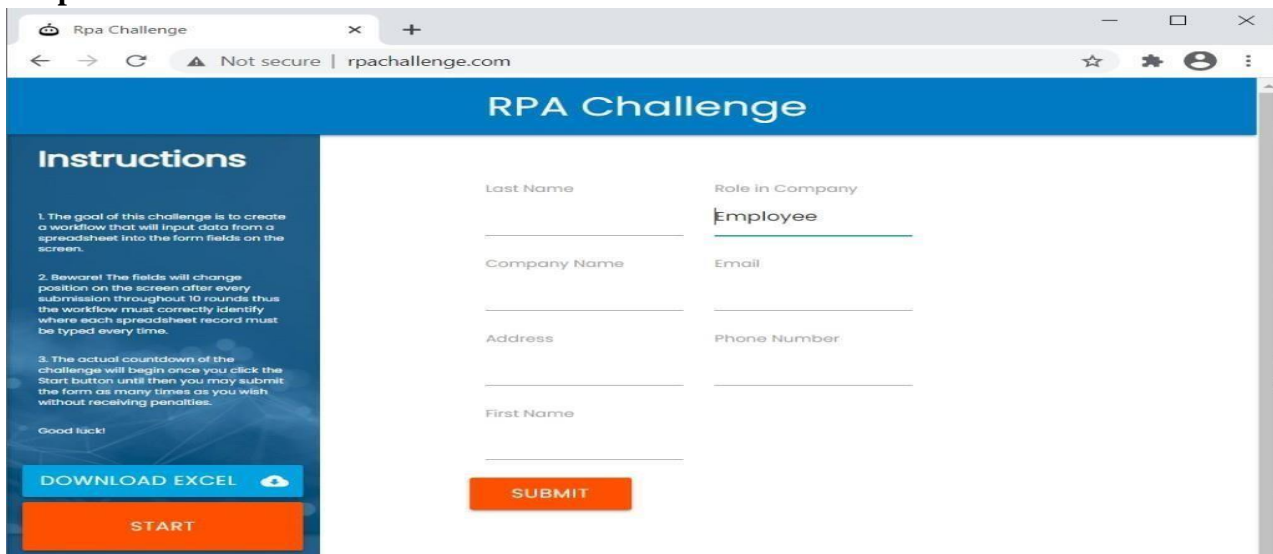 Rpa Challenge
Not secure | rpachallenge.com
RPA Challenge
Instructions
1. The goal of this challenge is to create
a workflow that will input data from a
spreadsheet into the form fields on the
screen.
2. Beware! The fields will change
position on the screen after every
submission throughout 10 rounds thus
the workflow must correctly identify
where each spreadsheet record must
be typed every time.
3. The actual countdown of the
challenge will begin once you click the
Start button until then you may submit
the form as many times as you wish
without receiving penalties.
Good luck!
DOWNLOAD EXCEL
START
Last Name
Role in Company
Employee
Company Name
Email
Address
Phone Number
First Name
SUBMIT